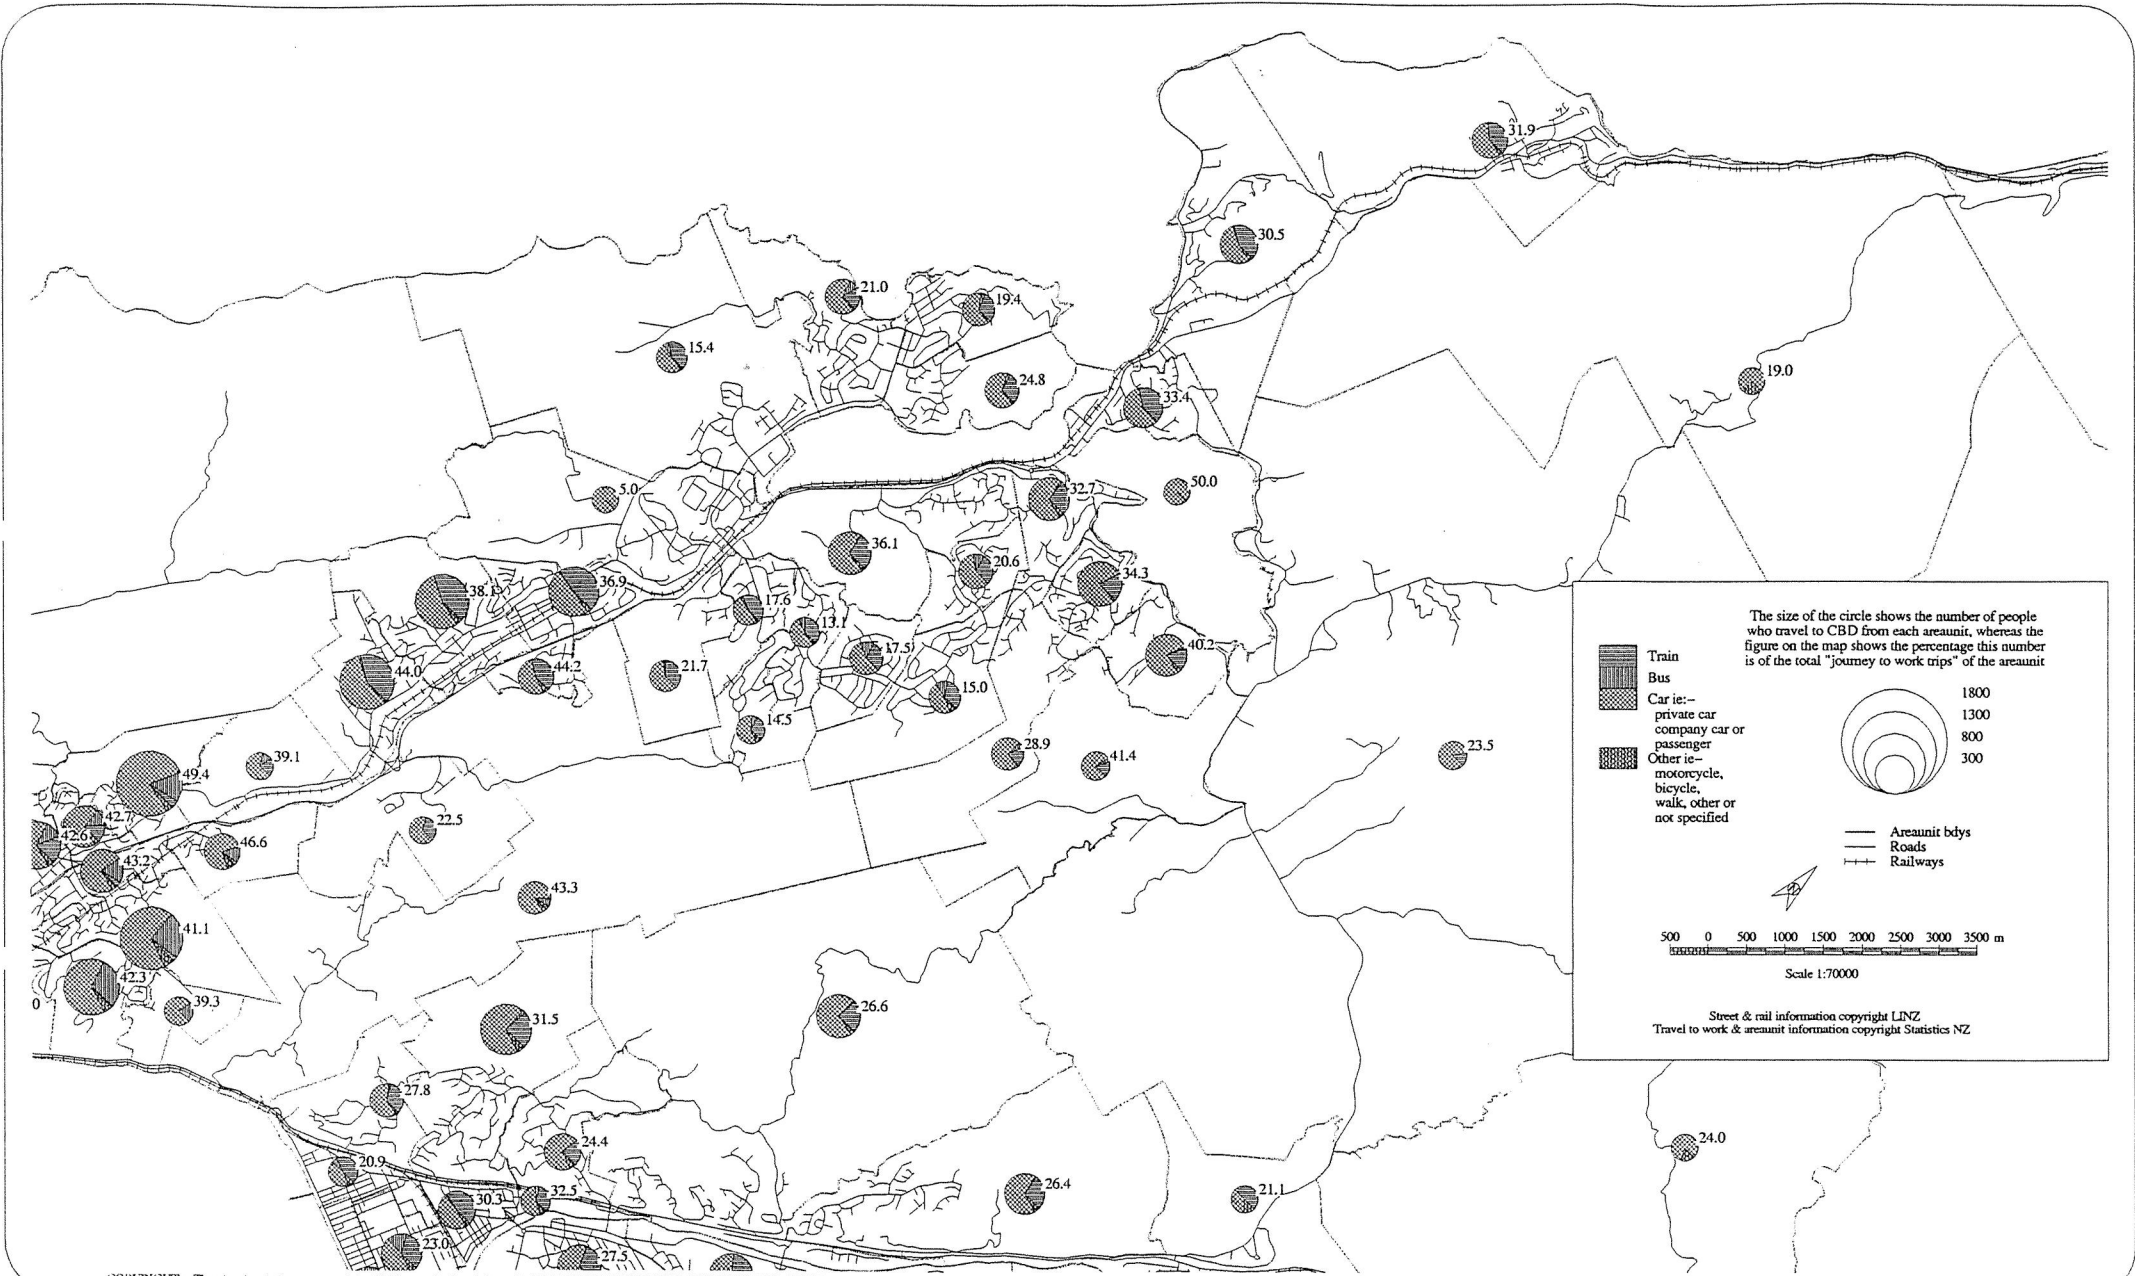 31.9
30.5
21.0
19.4
15.4
24.8
33.4
19.0
5.0
32.7
50.0
36.1
20.6
34.3
38.1
36.9
17.6
13.1
17.5
40.2
44.0
44.2
21.7
15.0
14.5
28.9
41.4
23.5
49.4
39.1
42.7
42.6
43.2
46.6
22.5
43.3
41.1
42.3
39.3
0
31.5
26.6
27.8
24.4
20.9
30.3
32.5
26.4
21.1
24.0
23.0
27.5
The size of the circle shows the number of people
who travel to CBD from each areaunit, whereas the
figure on the map shows the percentage this number
is of the total "journey to work trips" of the areaunit
Train
Bus
Car ie:-
private car
company car or
passenger
Other ie-
motorcycle,
bicycle,
walk, other or
not specified
1800
1300
800
300
Areaunit bdys
Roads
Railways
N
500 0 500 1000 1500 2000 2500 3000 3500 m
Scale 1:70000
Street & rail information copyright LINZ
Travel to work & areaunit information copyright Statistics NZ